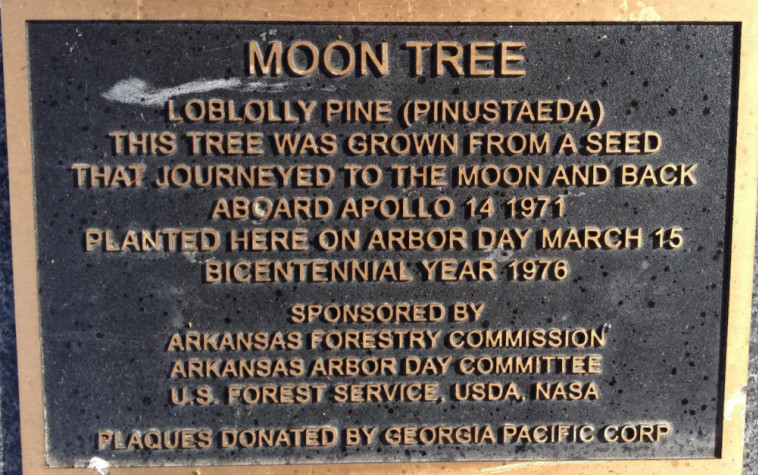 MOON TREE
LOBLOLLY PINE (PINUSTAEDA)
THIS TREE WAS GROWN FROM A SEED
THAT JOURNEYED TO THE MOON AND BACK
ABOARD APOLLO 14 1971
PLANTED HERE ON ARBOR DAY MARCH 15
BICENTENNIAL YEAR 1976
SPONSORED BY
ARKANSAS FORESTRY COMMISSION
ARKANSAS ARBOR DAY COMMITTEE
U.S. FOREST SERVICE, USDA, NASA
PLAQUES DONATED BY GEORGIA PACIFIC CORP